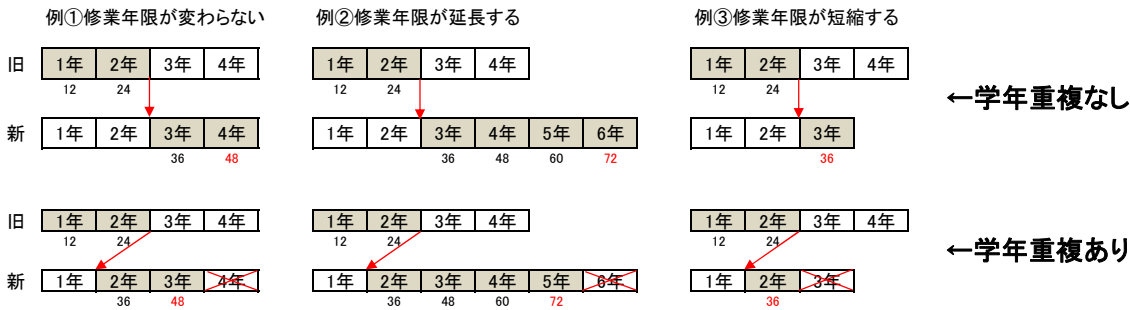 例①修業年限が変わらない 例②修業年限が延長する 例③修業年限が短縮する
旧 1年 2年 3年 4年 1年 2年 3年 4年 1年 2年 3年 4年
12 24 12 24 12 24
←学年重複なし
新 1年 2年 3年 4年 1年 2年 3年 4年 5年 6年 1年 2年 3年
36 48 36 48 60 72 36
旧 1年 2年 3年 4年 1年 2年 3年 4年 1年 2年 3年 4年
12 24 12 24 12 24
←学年重複あり
新 1年 2年 3年 4年 1年 2年 3年 4年 5年 6年 1年 2年 3年
36 48 36 48 60 72 36